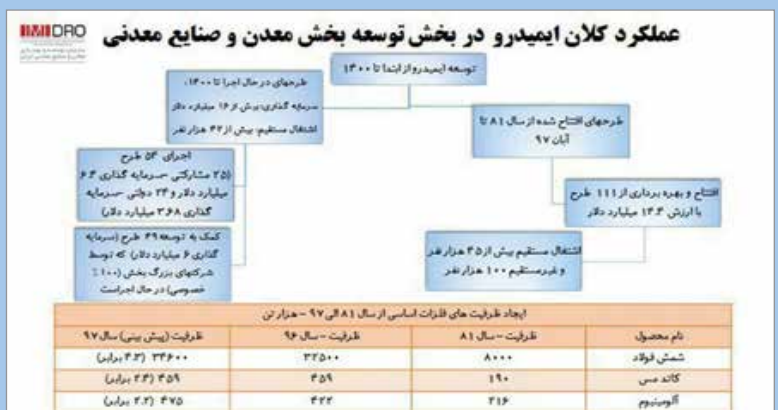 IMIDRO
عملکرد کلان ایمیدرو در بخش توسعه بخش معدن و صنایع معدنی
توسعه ایمیدرو از ابتدا تا ۱۴۰۰
طرحهای در حال اجرا تا ۱۴۰۰،
سرمایه گذاری: بیش از ۱۶ میلیارد دلار
اشتغال مستقیم: بیش از ۴۲ هزار نفر
اجرای ۵۴ طرح
(۲۵ مشارکتی -سرمایه گذاری ۶.۴
میلیارد دلار و ۲۴ دولتی -سرمایه
گذاری ۳.۶۸ میلیارد دلار)
کمک به توسعه ۴۹ طرح (سرمایه
گذاری ۶ میلیارد دلار) که توسط
شرکتهای بزرگ بخش (۱۰۰٪
خصوصی) در حال اجراست
طرحهای افتتاح شده از سال ۸۱ تا
آبان ۹۷
افتتاح و بهره برداری از ۱۱۱ طرح
با ارزش ۱۴.۴ میلیارد دلار
اشتغال مستقیم بیش از ۴۵ هزار نفر
و غیرمستقیم ۱۰۰ هزار نفر
ایجاد ظرفیت های فلزات اساسی از سال ۸۱ الی ۹۷ - هزار تن
نام محصول ظرفیت - سال ۸۱ ظرفیت - سال ۹۶ ظرفیت (پیش بینی) سال ۹۷
شمش فولاد ۸۰۰۰ ۳۲۵۰۰ ۳۴۶۰۰ (۴.۳ برابر)
کاتد مس ۱۹۰ ۴۵۹ ۴۵۹ (۲.۴ برابر)
آلومینیوم ۲۱۶ ۴۲۲ ۴۷۵ (۲.۲ برابر)